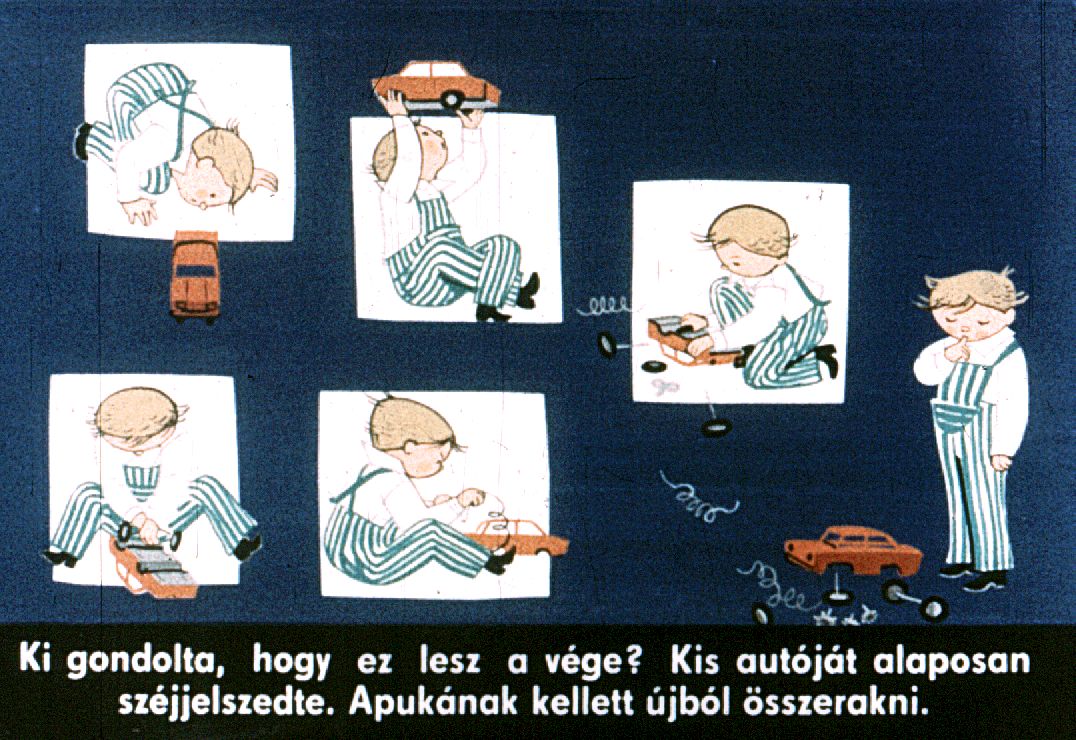 Ki gondolta, hogy ez lesz a vége? Kis autóját alaposan
széjjelszedte. Apukának kellett újból összerakni.